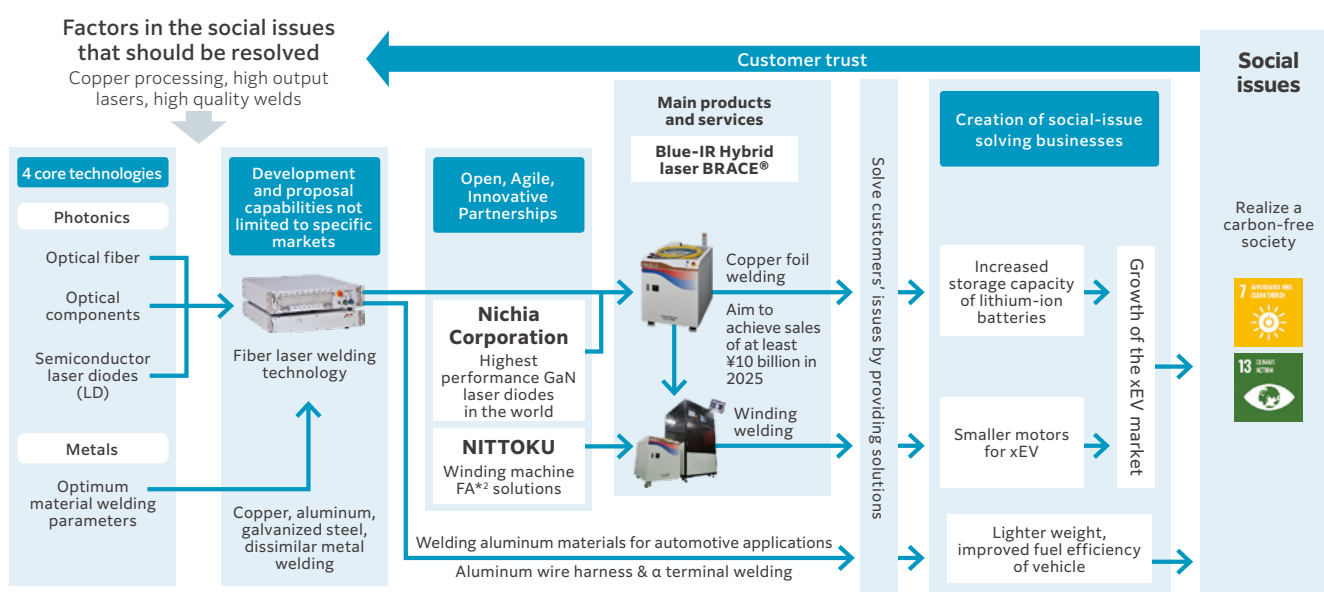 Factors in the social issues
that should be resolved
Copper processing, high output
lasers, high quality welds
Customer trust
Social
issues
4 core technologies
Photonics
Optical fiber
Optical
components
Semiconductor
laser diodes
(LD)
Metals
Optimum
material welding
parameters
Development
and proposal
capabilities not
limited to specific
markets
Fiber laser welding
technology
Copper, aluminum,
galvanized steel,
dissimilar metal
welding
Open, Agile,
Innovative
Partnerships
Nichia
Corporation
Highest
performance GaN
laser diodes
in the world
NITTOKU
Winding machine
FA*2 solutions
Main products
and services
Blue-IR Hybrid
laser BRACE®
Copper foil
welding
Aim to
achieve sales
of at least
¥10 billion in
2025
Winding
welding
Welding aluminum materials for automotive applications
Aluminum wire harness & α terminal welding
Solve customers' issues by providing solutions
Creation of social-issue
solving businesses
Increased
storage capacity
of lithium-ion
batteries
Smaller motors
for xEV
Growth of the xEV market
Lighter weight,
improved fuel efficiency
of vehicle
Realize a
carbon-free
society
7 AFFORDABLE AND
CLEAN ENERGY
13 CLIMATE
ACTION